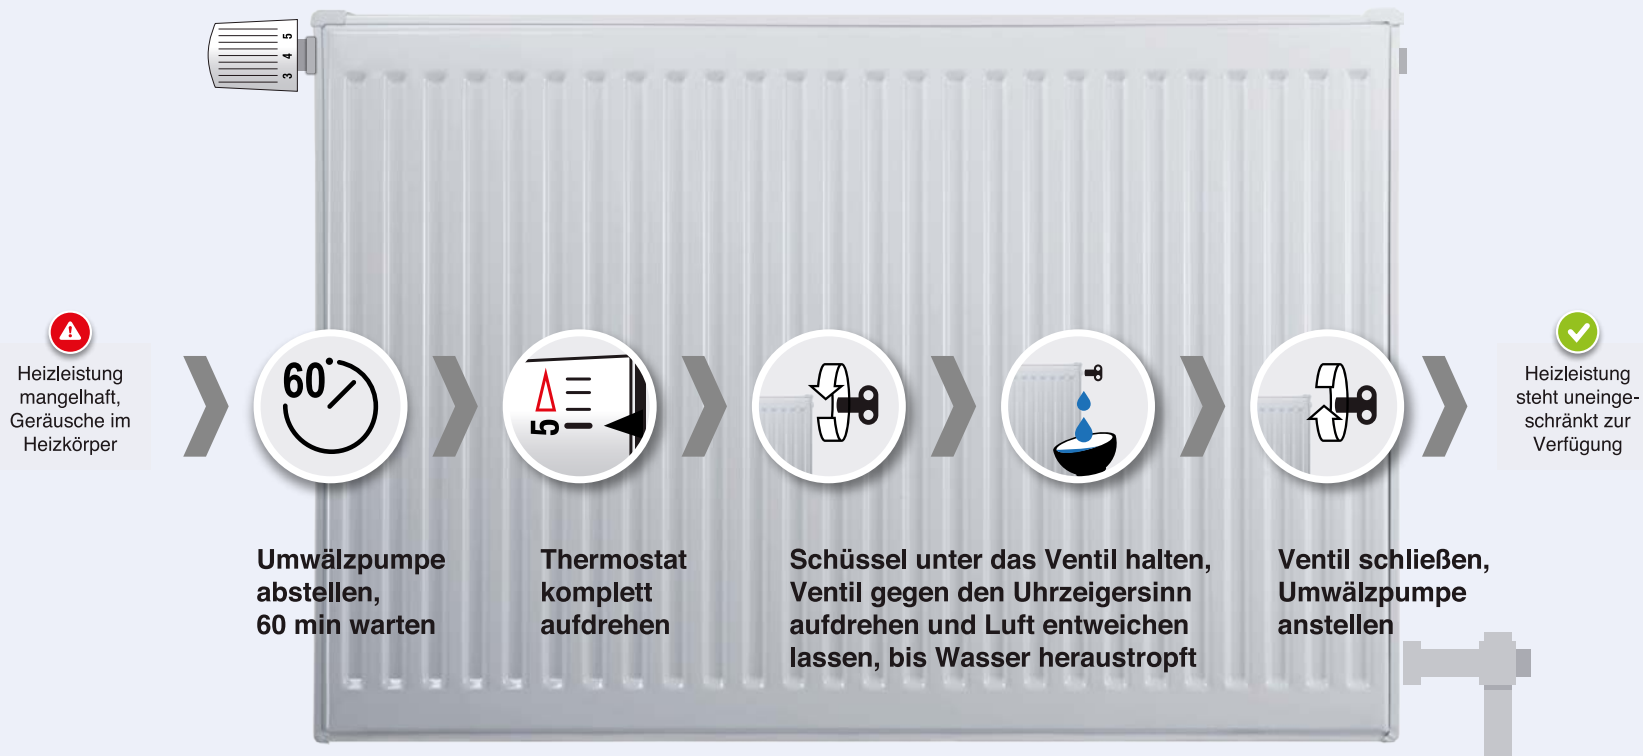 5
4
3
Heizleistung
mangelhaft,
Geräusche im
Heizkörper
60
5
Heizleistung
steht uneinge-
schränkt zur
Verfügung
Umwälzpumpe
abstellen,
60 min warten
Thermostat
komplett
aufdrehen
Schüssel unter das Ventil halten,
Ventil gegen den Uhrzeigersinn
aufdrehen und Luft entweichen
lassen, bis Wasser heraustropft
Ventil schließen,
Umwälzpumpe
anstellen